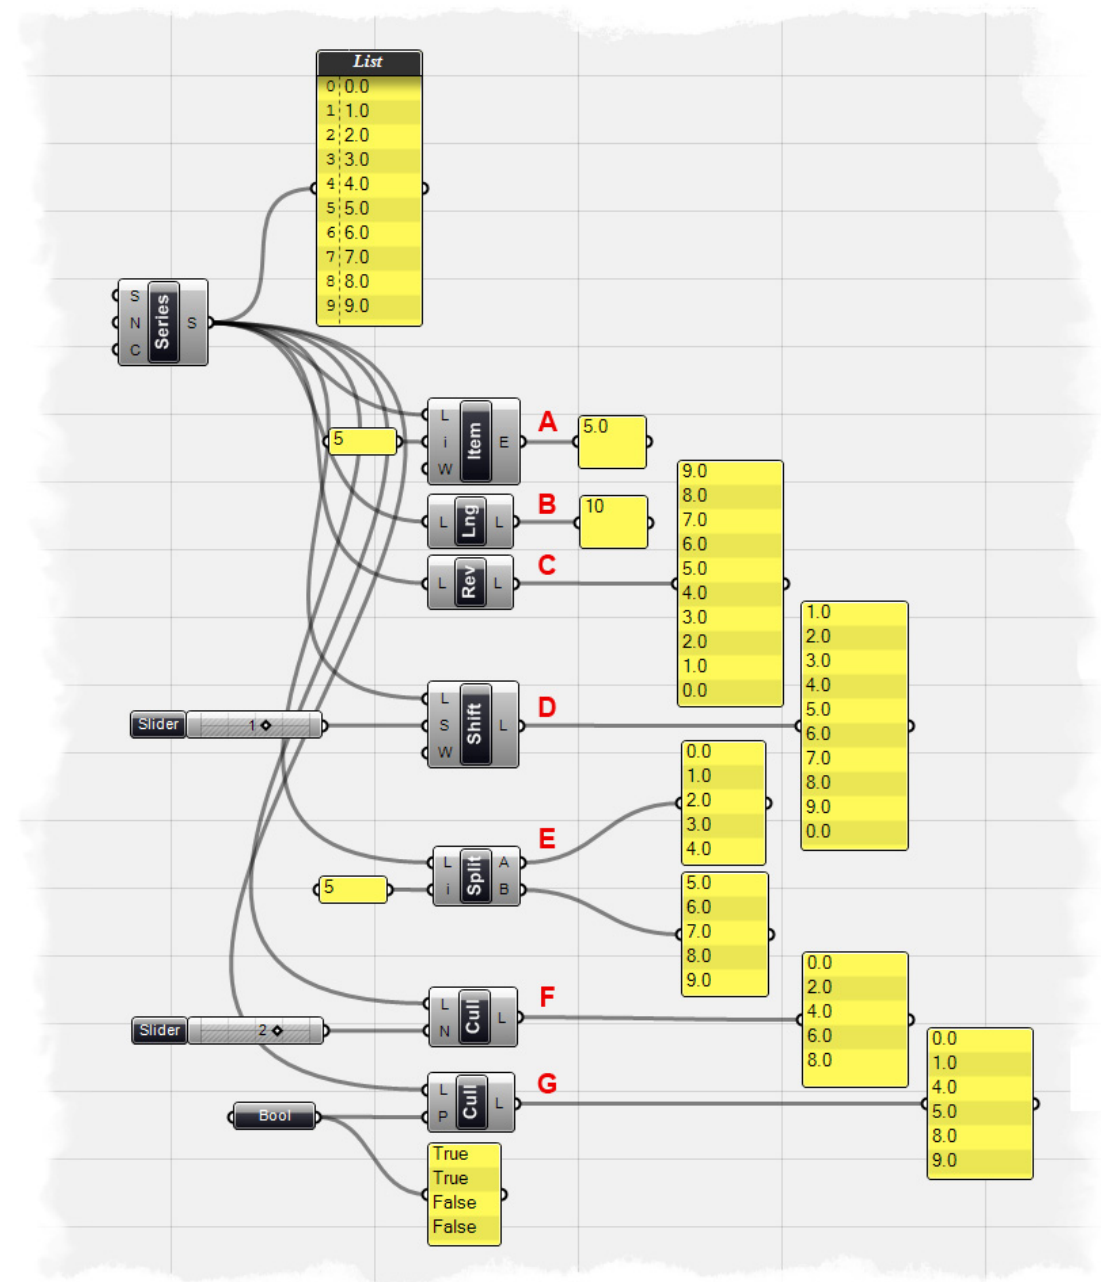 List
0 0.0
1 1.0
2 2.0
3 3.0
4 4.0
5 5.0
6 6.0
7 7.0
8 8.0
9 9.0
S
N
C
Series
S
L
i
W
Item
E
5
A
5.0
L
Lng
L
B
10
L
Rev
L
C
9.0
8.0
7.0
6.0
5.0
4.0
3.0
2.0
1.0
0.0
Slider
1
L
S
W
Shift
L
D
1.0
2.0
3.0
4.0
5.0
6.0
7.0
8.0
9.0
0.0
5
L
i
Split
A
B
E
0.0
1.0
2.0
3.0
4.0
5.0
6.0
7.0
8.0
9.0
Slider
2
L
N
Cull
L
F
0.0
2.0
4.0
6.0
8.0
Bool
L
P
Cull
L
G
0.0
1.0
4.0
5.0
8.0
9.0
True
True
False
False